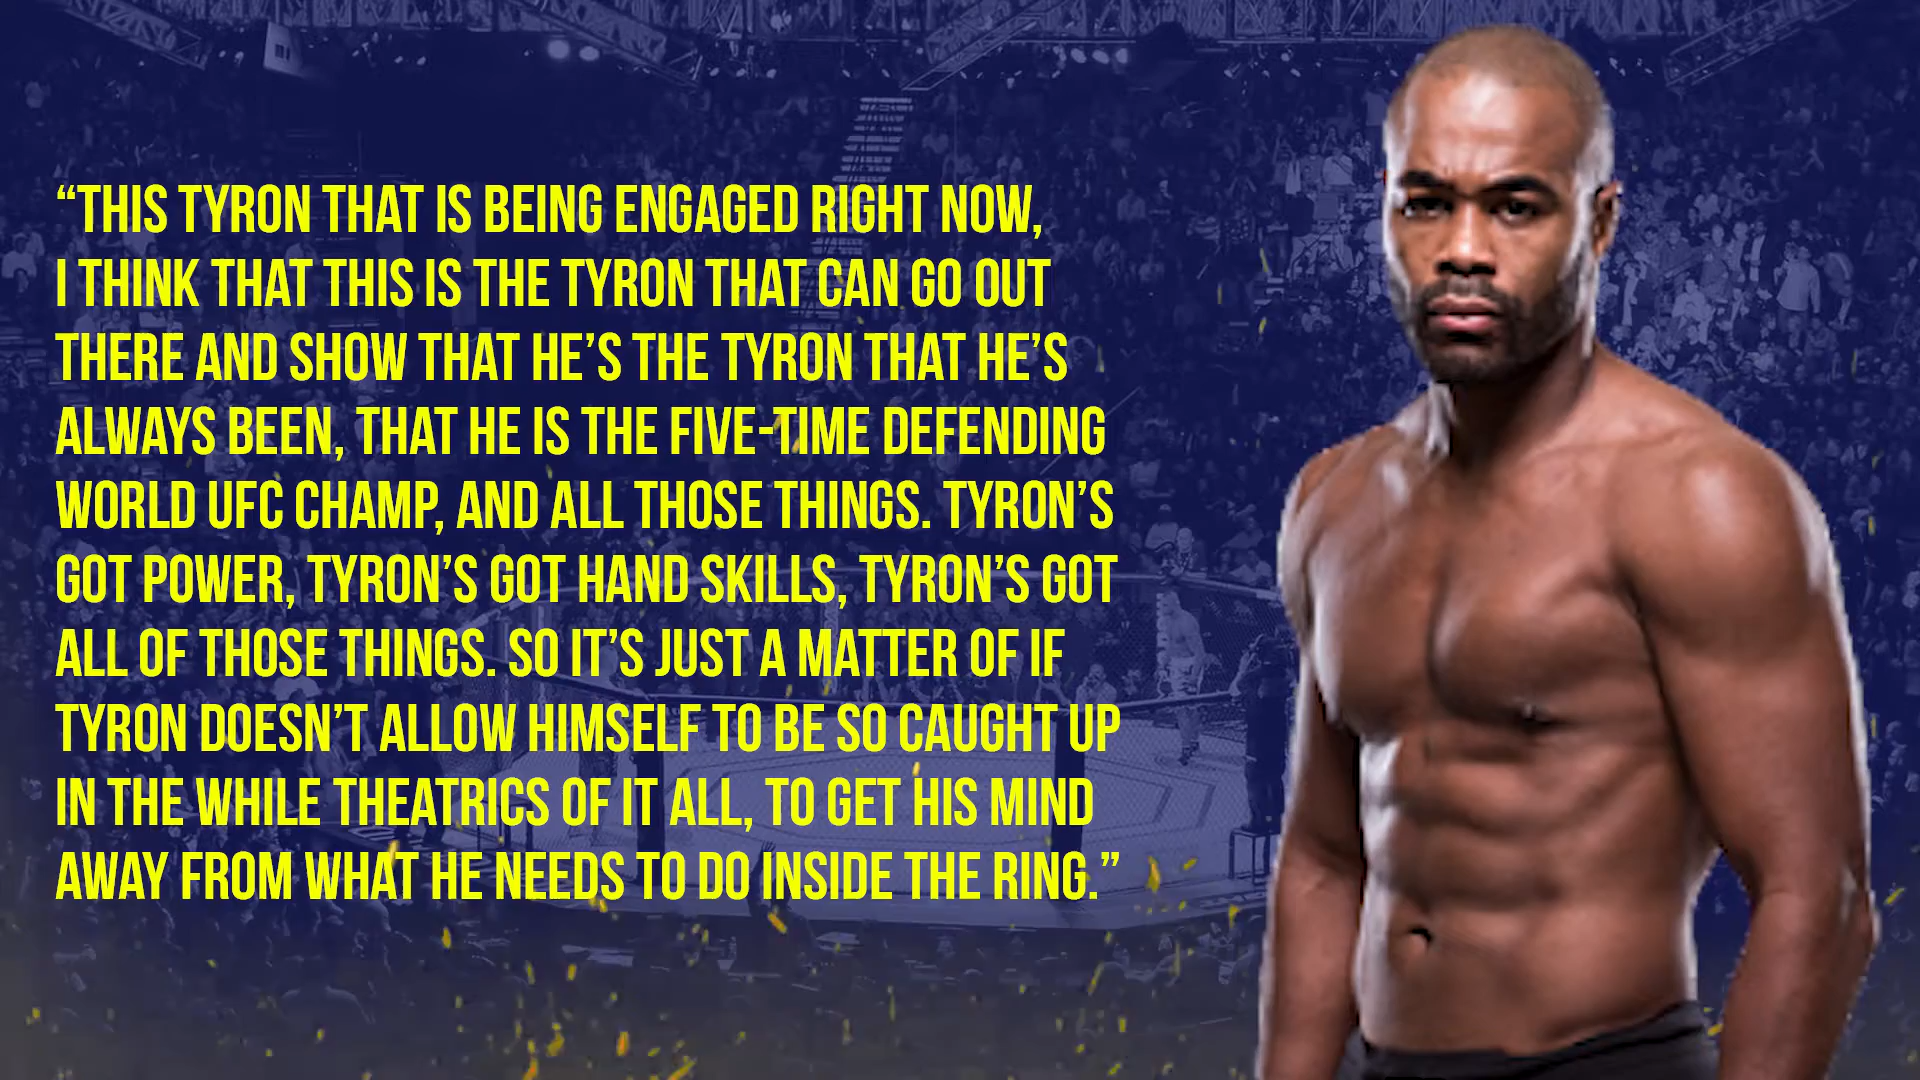 “THIS TYRON THAT IS BEING ENGAGED RIGHT NOW,
I THINK THAT THIS IS THE TYRON THAT CAN GO OUT
THERE AND SHOW THAT HE’S THE TYRON THAT HE’S
ALWAYS BEEN, THAT HE IS THE FIVE-TIME DEFENDING
WORLD UFC CHAMP, AND ALL THOSE THINGS. TYRON’S
GOT POWER, TYRON’S GOT HAND SKILLS, TYRON’S GOT
ALL OF THOSE THINGS. SO IT’S JUST A MATTER OF IF
TYRON DOESN’T ALLOW HIMSELF TO BE SO CAUGHT UP
IN THE WHILE THEATRICS OF IT ALL, TO GET HIS MIND
AWAY FROM WHAT HE NEEDS TO DO INSIDE THE RING.”